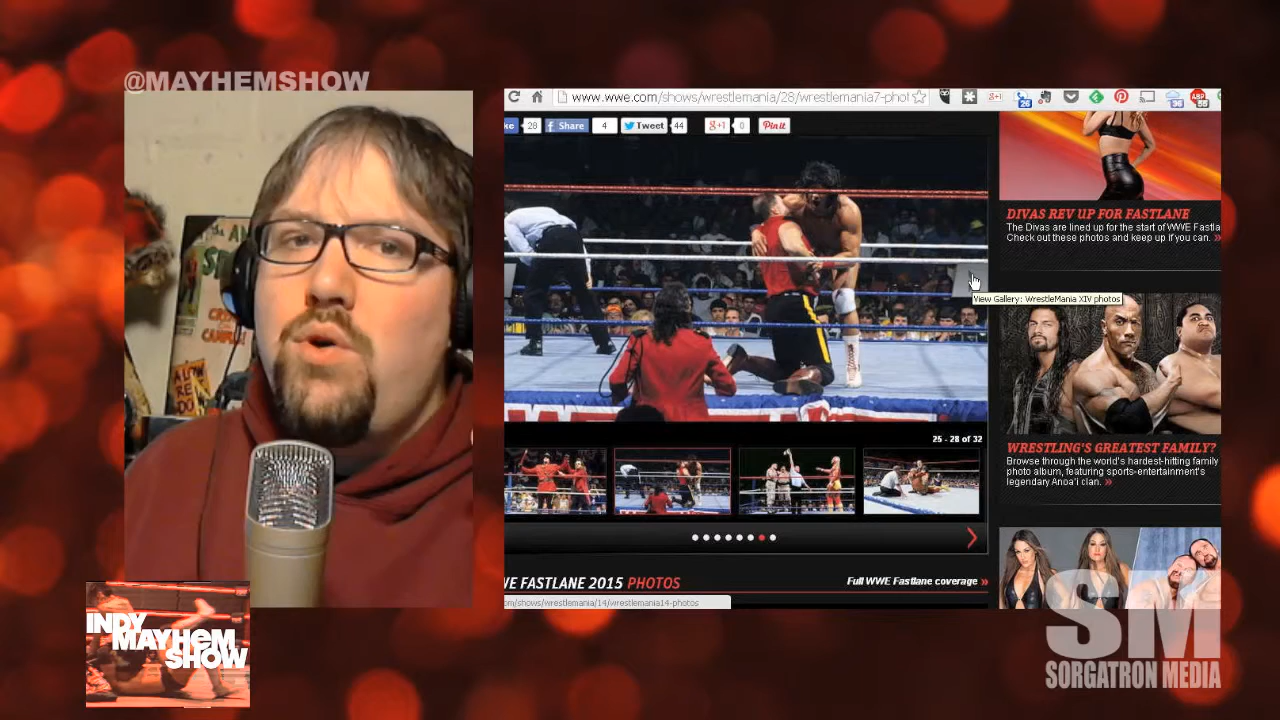 @MAYHEMSHOW
www.wwe.com/shows/wrestlemania/28/wrestlemania7-phot
28
Share
4
Tweet
44
g+1
0
Pin it
DIVAS REV UP FOR FASTLANE
The Divas are lined up for the start of WWE Fastla
Check out these photos and keep up if you can. »
View Gallery: WrestleMania XIV photos
25 - 28 of 32
WRESTLING'S GREATEST FAMILY?
Browse through the world's hardest-hitting family
photo album, featuring sports-entertainment's
legendary Anoa'i clan. »
WE FASTLANE 2015 PHOTOS
Full WWE Fastlane coverage »
om/shows/wrestlemania/14/wrestlemania14-photos
INDY
MAYHEM
SHOW
SM
SORGATRON MEDIA